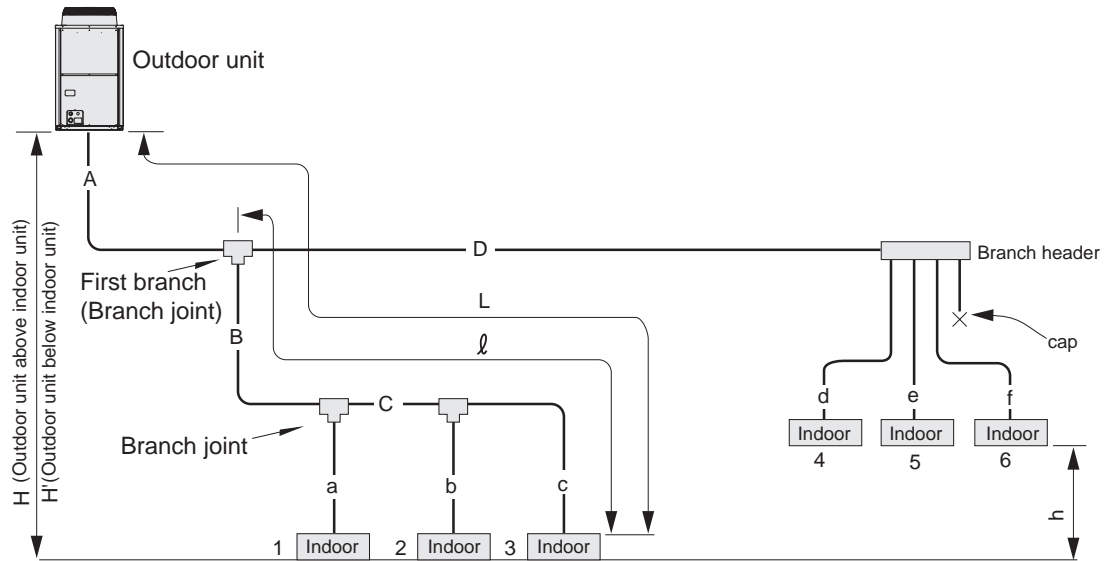 Outdoor unit
A
H (Outdoor unit above indoor unit)
H'(Outdoor unit below indoor unit)
D
Branch header
First branch
(Branch joint)
L
B
ℓ
cap
C
d
e
f
Branch joint
Indoor
Indoor
Indoor
4
5
6
a
b
c
h
1
Indoor
2
Indoor
3
Indoor